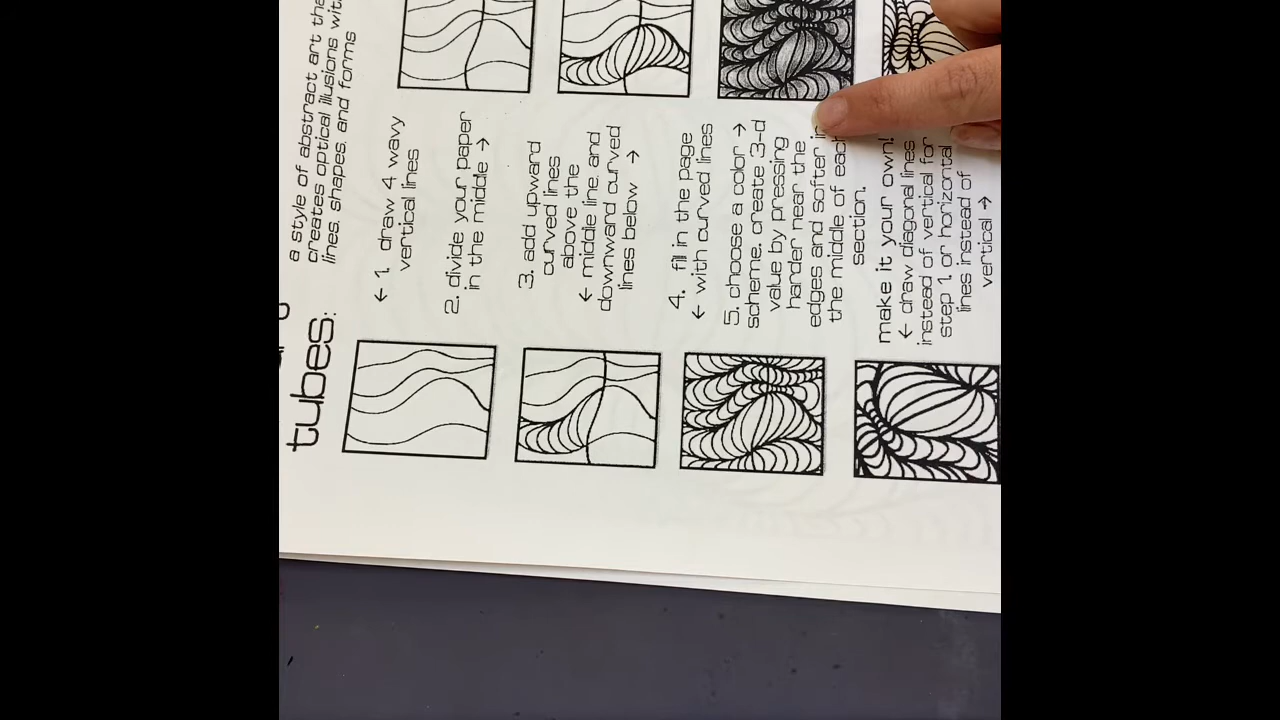 tubes:
a style of abstract art
creates optical illusions
lines, shapes, and forms
← 1. draw 4 wavy
vertical lines
2. divide your paper
in the middle →
3. add upward
curved lines
above the
← middle line, and
downward curved
lines below →
4. fill in the page
← with curved lines
5. choose a color →
scheme. create 3-d
value by pressing
harder near the
edges and softer in
the middle of each
section.
make it your own!
← draw diagonal lines
instead of vertical for
step 1, or horizontal
lines instead of
vertical →